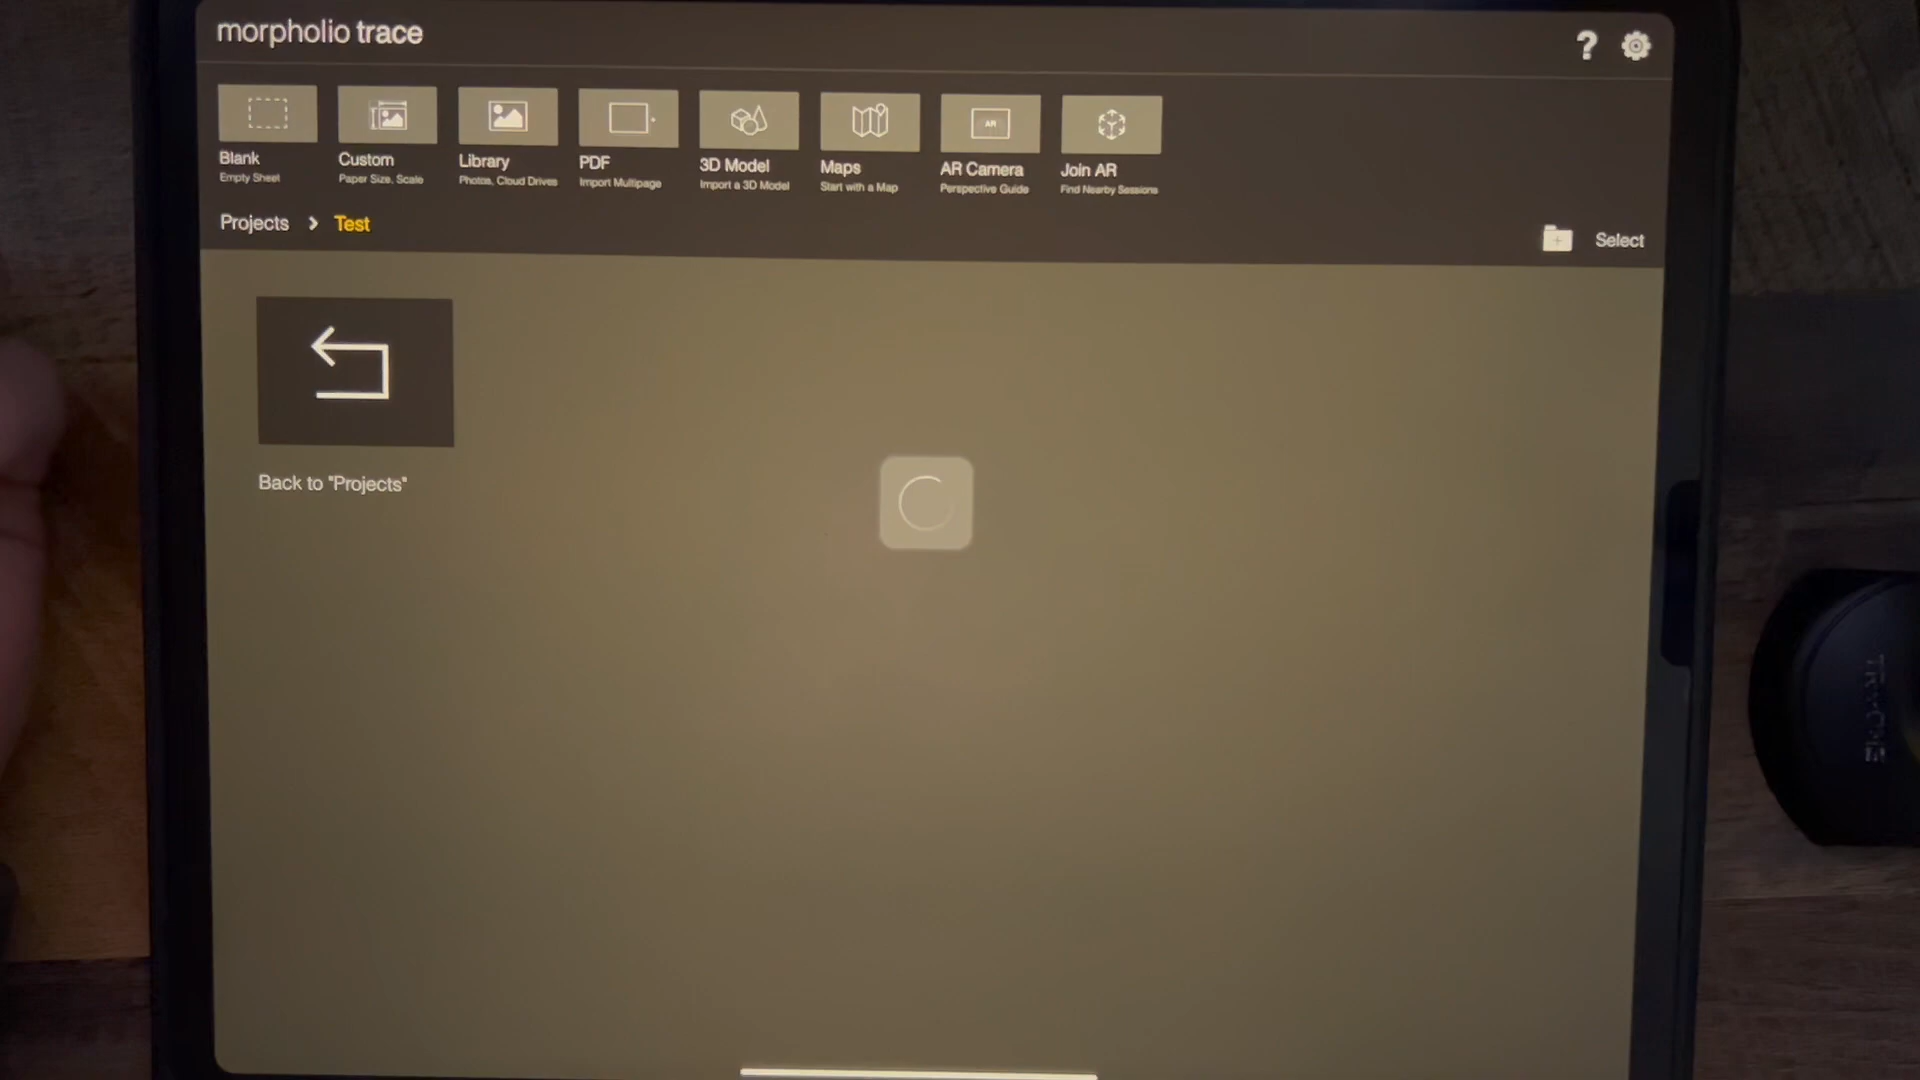 morpholio trace
?
Blank
Empty Sheet
Custom
Paper Size, Scale
Library
Photos, Cloud Drives
PDF
Import Multipage
3D Model
Import a 3D Model
Maps
Start with a Map
AR
AR Camera
Perspective Guide
Join AR
Find Nearby Sessions
Projects > Test
Select
Back to "Projects"